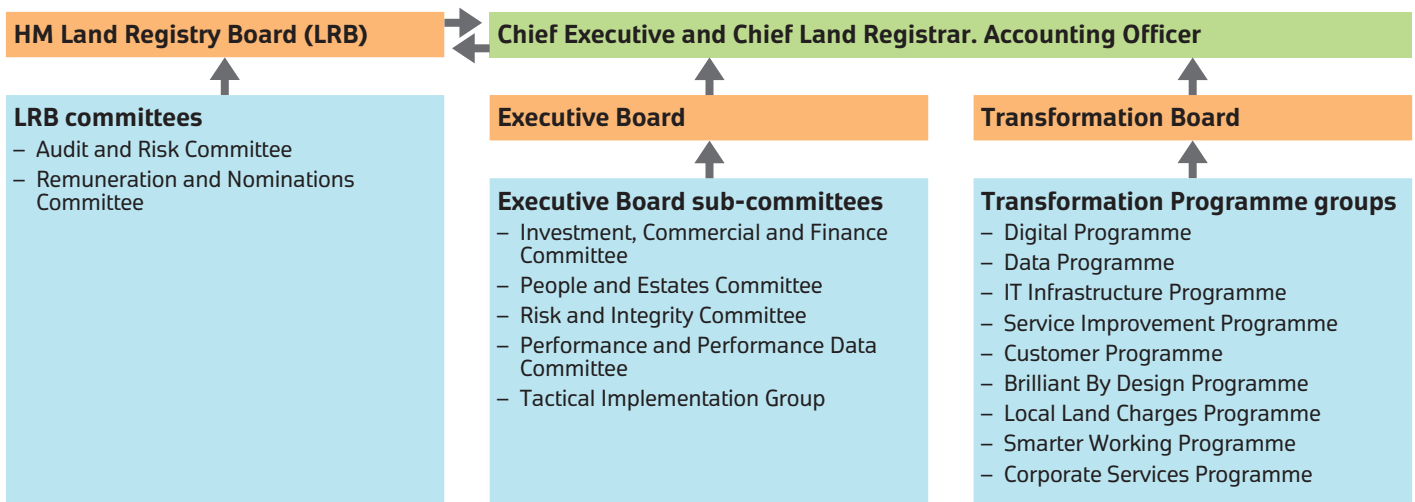 HM Land Registry Board (LRB)
Chief Executive and Chief Land Registrar. Accounting Officer
LRB committees
– Audit and Risk Committee
– Remuneration and Nominations
Committee
Executive Board
Executive Board sub-committees
– Investment, Commercial and Finance
Committee
– People and Estates Committee
– Risk and Integrity Committee
– Performance and Performance Data
Committee
– Tactical Implementation Group
Transformation Board
Transformation Programme groups
– Digital Programme
– Data Programme
– IT Infrastructure Programme
– Service Improvement Programme
– Customer Programme
– Brilliant By Design Programme
– Local Land Charges Programme
– Smarter Working Programme
– Corporate Services Programme